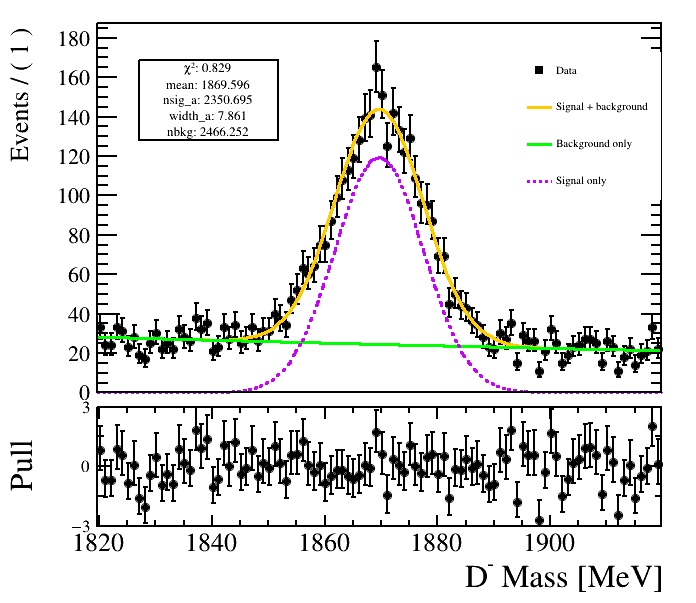 Events / ( 1 )
180
160
140
120
100
80
60
40
20
0
χ²: 0.829
mean: 1869.596
nsig_a: 2350.695
width_a: 7.861
nbkg: 2466.252
Data
Signal + background
Background only
Signal only
Pull
3
0
−3
1820 1840 1860 1880 1900
D⁻ Mass [MeV]